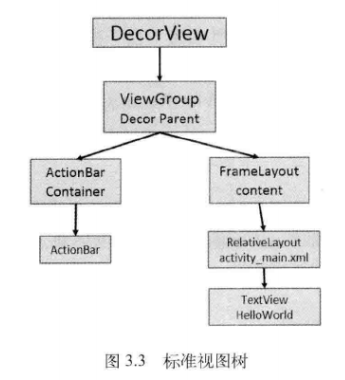 DecorView
ViewGroup
Decor Parent
ActionBar
Container
FrameLayout
content
ActionBar
RelativeLayout
activity_main.xml
TextView
HelloWorld
图 3.3 标准视图树